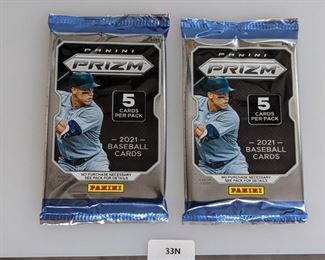 PANINI
PRIZM
5
CARDS
PER PACK
2021
BASEBALL
CARDS
NO PURCHASE NECESSARY
SEE PACK FOR DETAILS
PANINI
PANINI
PRIZM
5
CARDS
PER PACK
2021
BASEBALL
CARDS
NO PURCHASE NECESSARY
SEE PACK FOR DETAILS
PANINI
33N